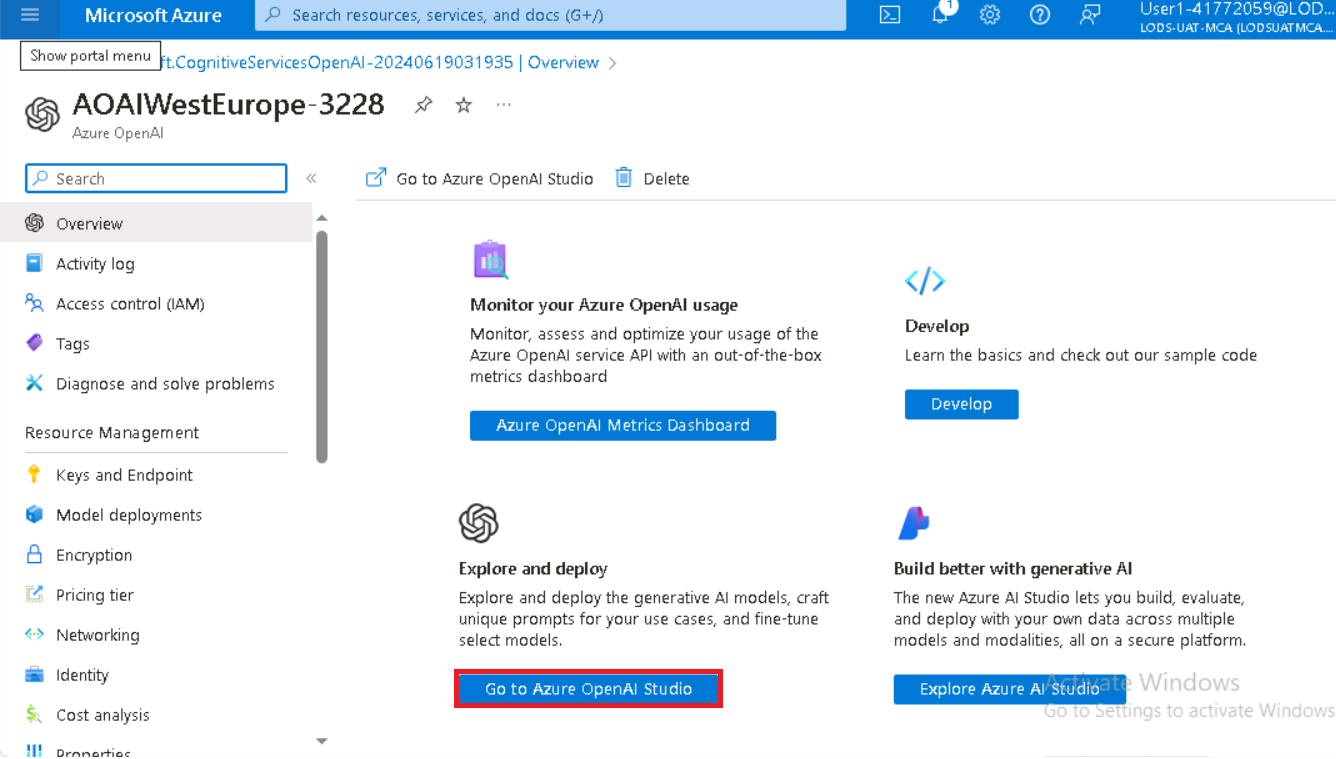 Microsoft Azure
Search resources, services, and docs (G+/)
1
User1-41772059@LOD...
LODS-UAT-MCA (LODSUATMCA....
Show portal menu
ft.CognitiveServicesOpenAI-20240619031935 | Overview
AOAIWestEurope-3228
Azure OpenAI
Search
Go to Azure OpenAI Studio
Delete
Overview
Activity log
Access control (IAM)
Tags
Diagnose and solve problems
Resource Management
Keys and Endpoint
Model deployments
Encryption
Pricing tier
Networking
Identity
Cost analysis
Properties
Monitor your Azure OpenAI usage
Monitor, assess and optimize your usage of the
Azure OpenAI service API with an out-of-the-box
metrics dashboard
Azure OpenAI Metrics Dashboard
Develop
Learn the basics and check out our sample code
Develop
Explore and deploy
Explore and deploy the generative AI models, craft
unique prompts for your use cases, and fine-tune
select models.
Go to Azure OpenAI Studio
Build better with generative AI
The new Azure AI Studio lets you build, evaluate,
and deploy with your own data across multiple
models and modalities, all on a secure platform.
Explore Azure AI Studio
Activate Windows
Go to Settings to activate Windows